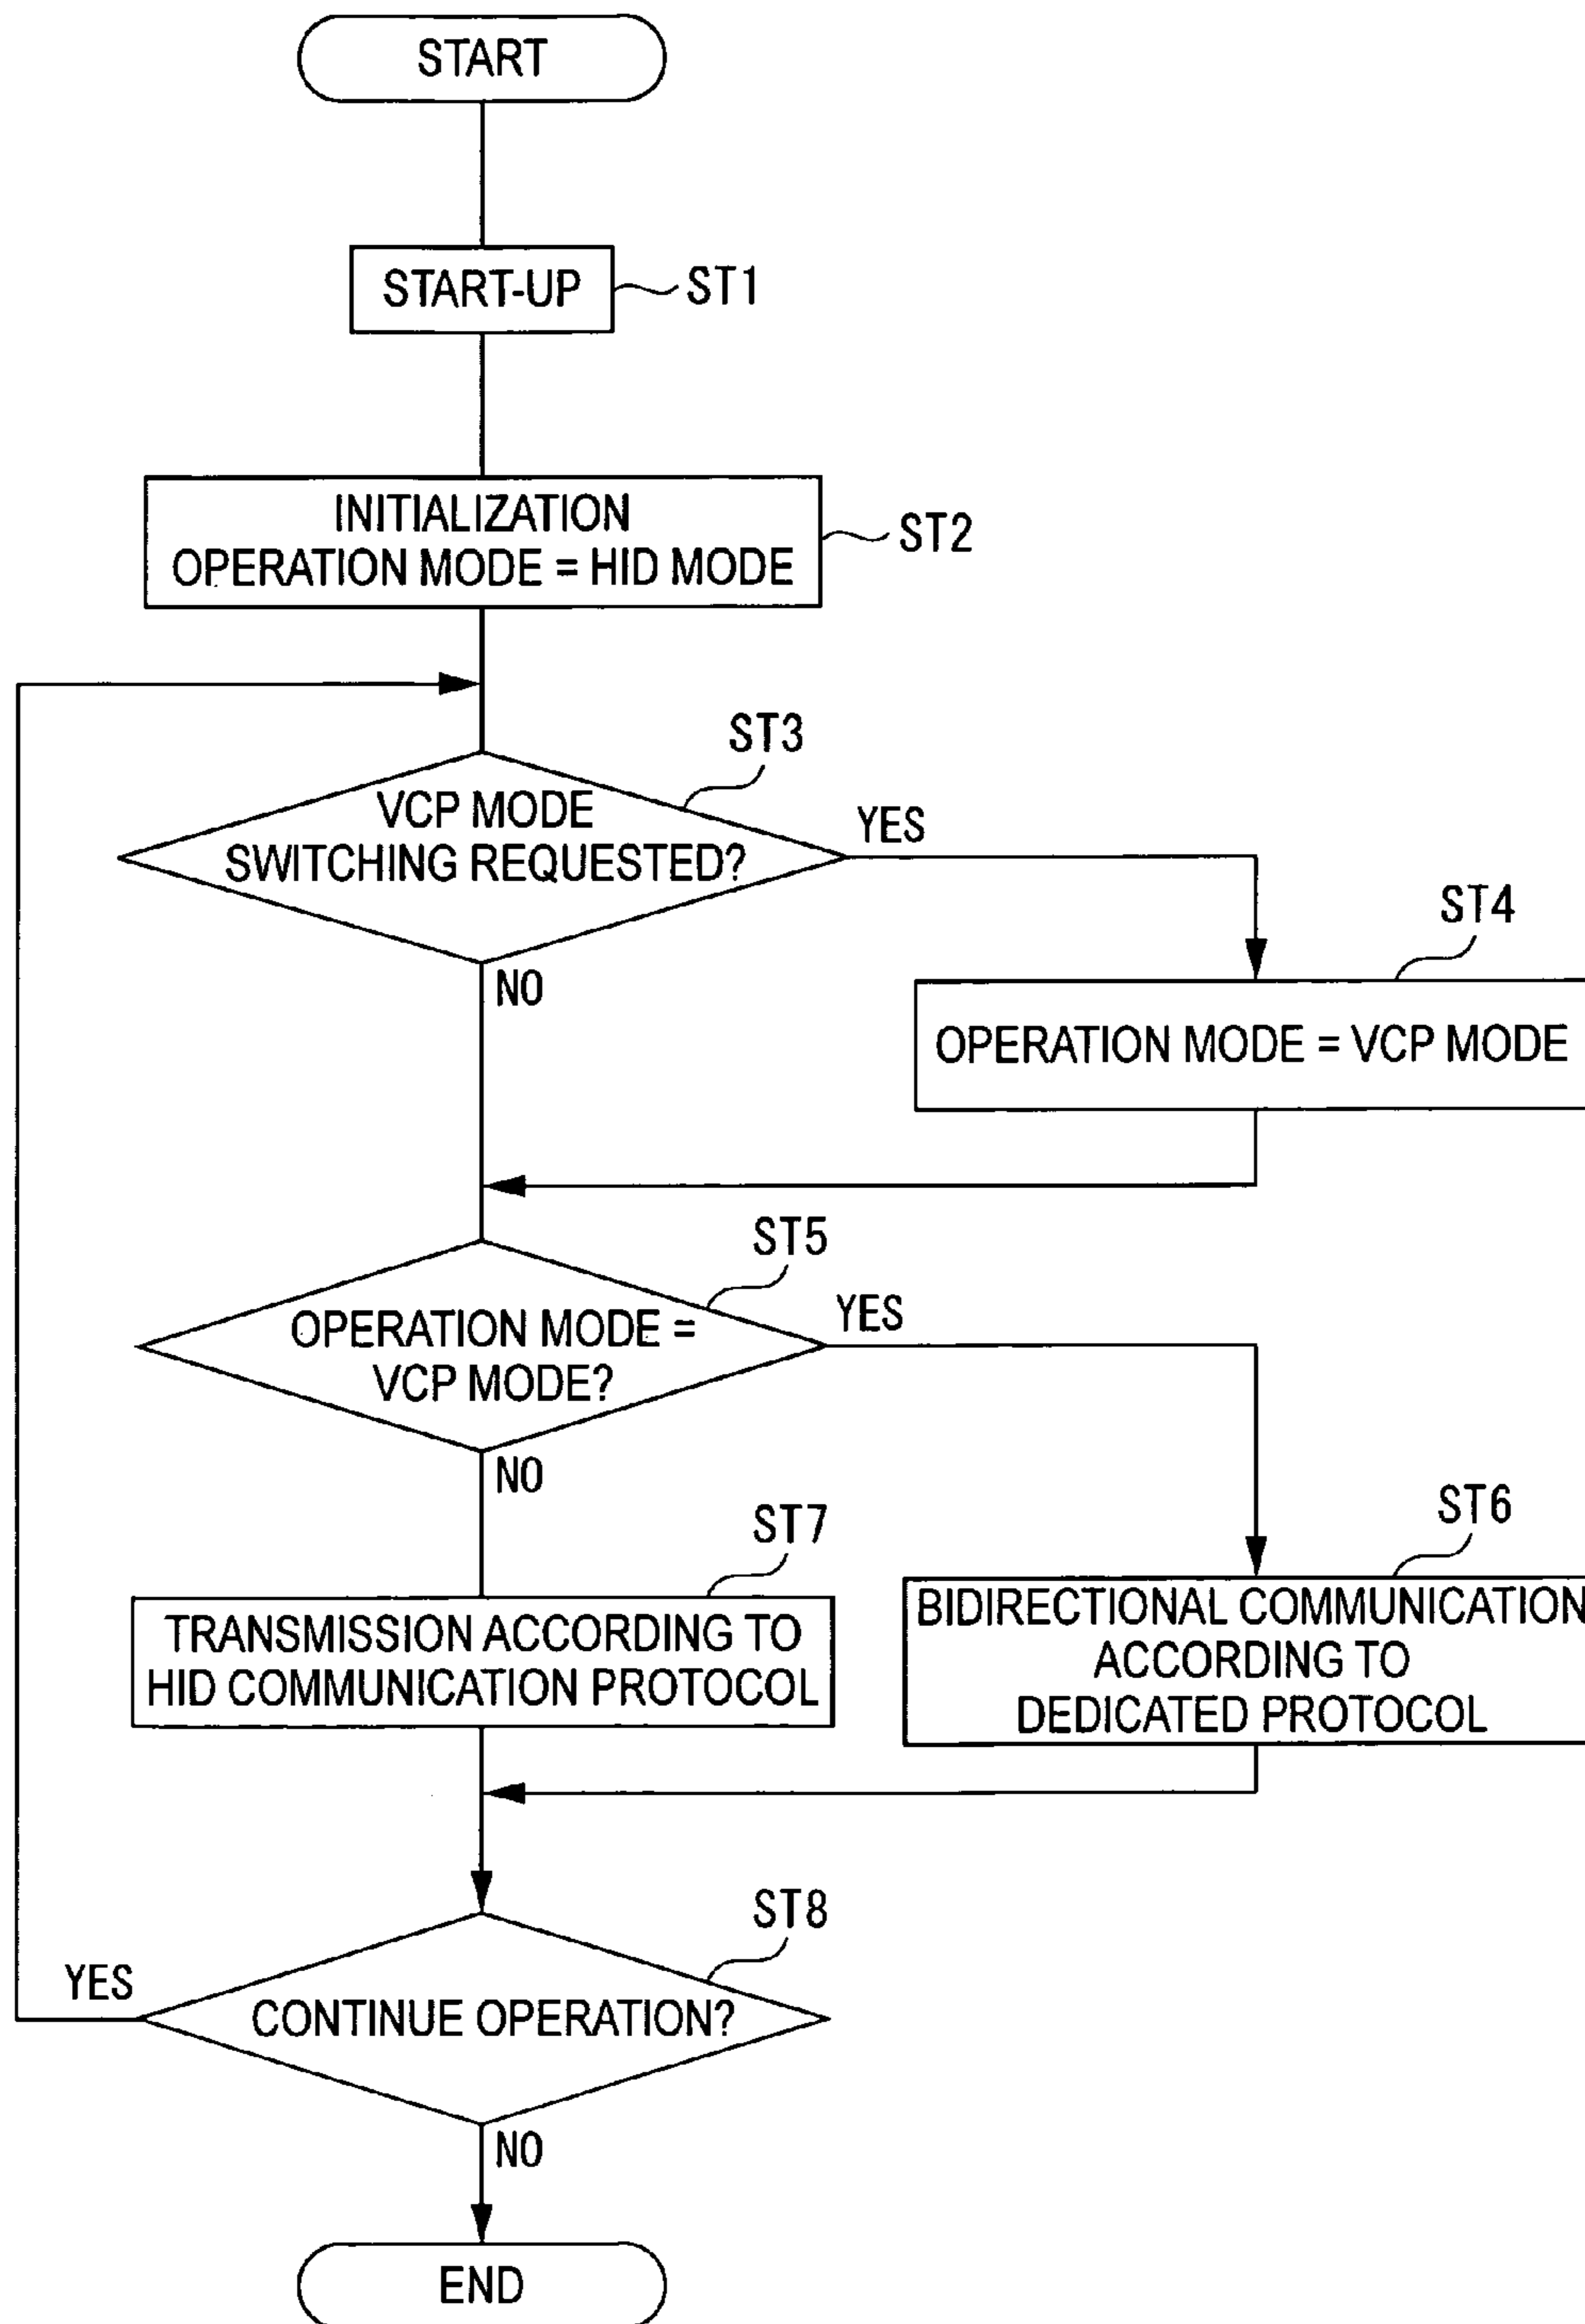 START
START-UP
ST1
INITIALIZATION
OPERATION MODE = HID MODE
ST2
ST3
VCP MODE
SWITCHING REQUESTED?
YES
NO
ST4
OPERATION MODE = VCP MODE
ST5
OPERATION MODE =
VCP MODE?
YES
NO
ST6
BIDIRECTIONAL COMMUNICATION
ACCORDING TO
DEDICATED PROTOCOL
ST7
TRANSMISSION ACCORDING TO
HID COMMUNICATION PROTOCOL
ST8
CONTINUE OPERATION?
YES
NO
END